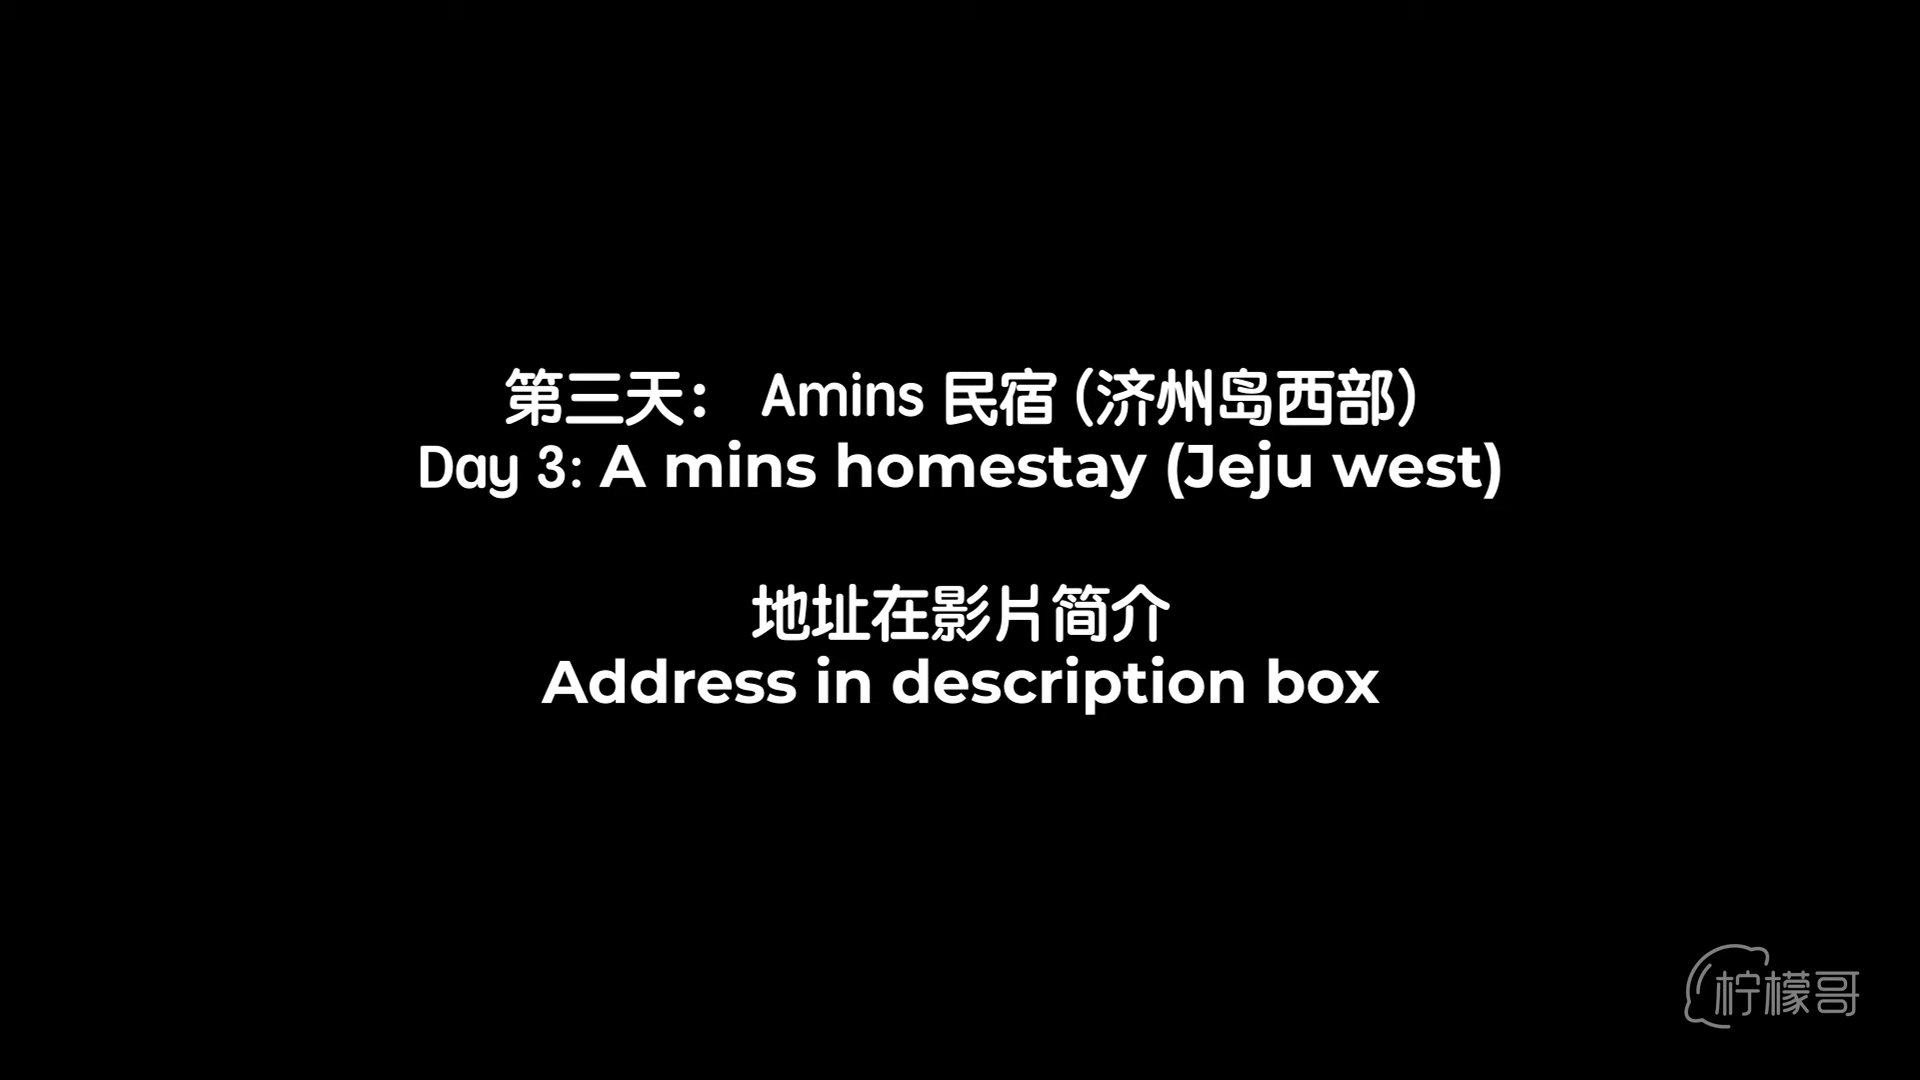 第三天： Amins 民宿 (济州岛西部)
Day 3: A mins homestay (Jeju west)
地址在影片简介
Address in description box
柠檬哥